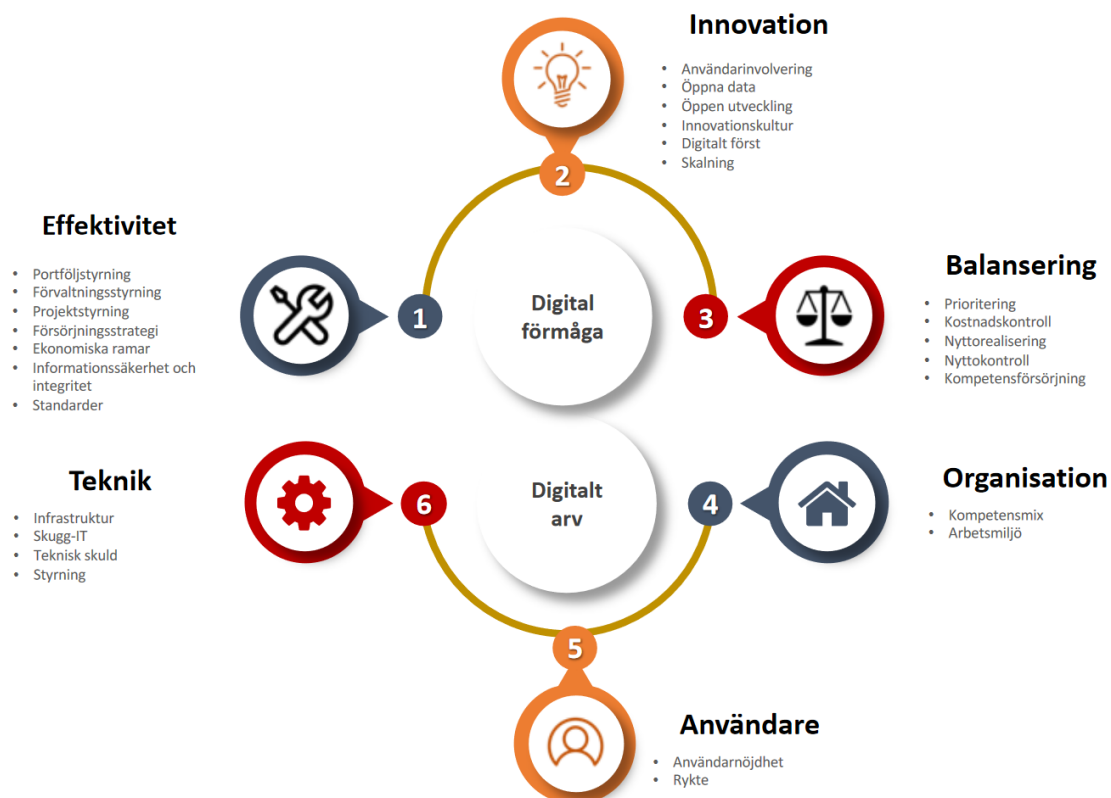 Innovation
• Användarinvolvering
• Öppna data
• Öppen utveckling
• Innovationskultur
• Digitalt först
• Skalning
2
Effektivitet
• Portföljstyrning
• Förvaltningsstyrning
• Projektstyrning
• Försörjningsstrategi
• Ekonomiska ramar
• Informationssäkerhet och
integritet
• Standarder
1
Digital
förmåga
3
Balansering
• Prioritering
• Kostnadskontroll
• Nyttorealisering
• Nyttokontroll
• Kompetensförsörjning
Teknik
• Infrastruktur
• Skugg-IT
• Teknisk skuld
• Styrning
6
Digitalt
arv
4
Organisation
• Kompetensmix
• Arbetsmiljö
5
Användare
• Användarnöjdhet
• Rykte